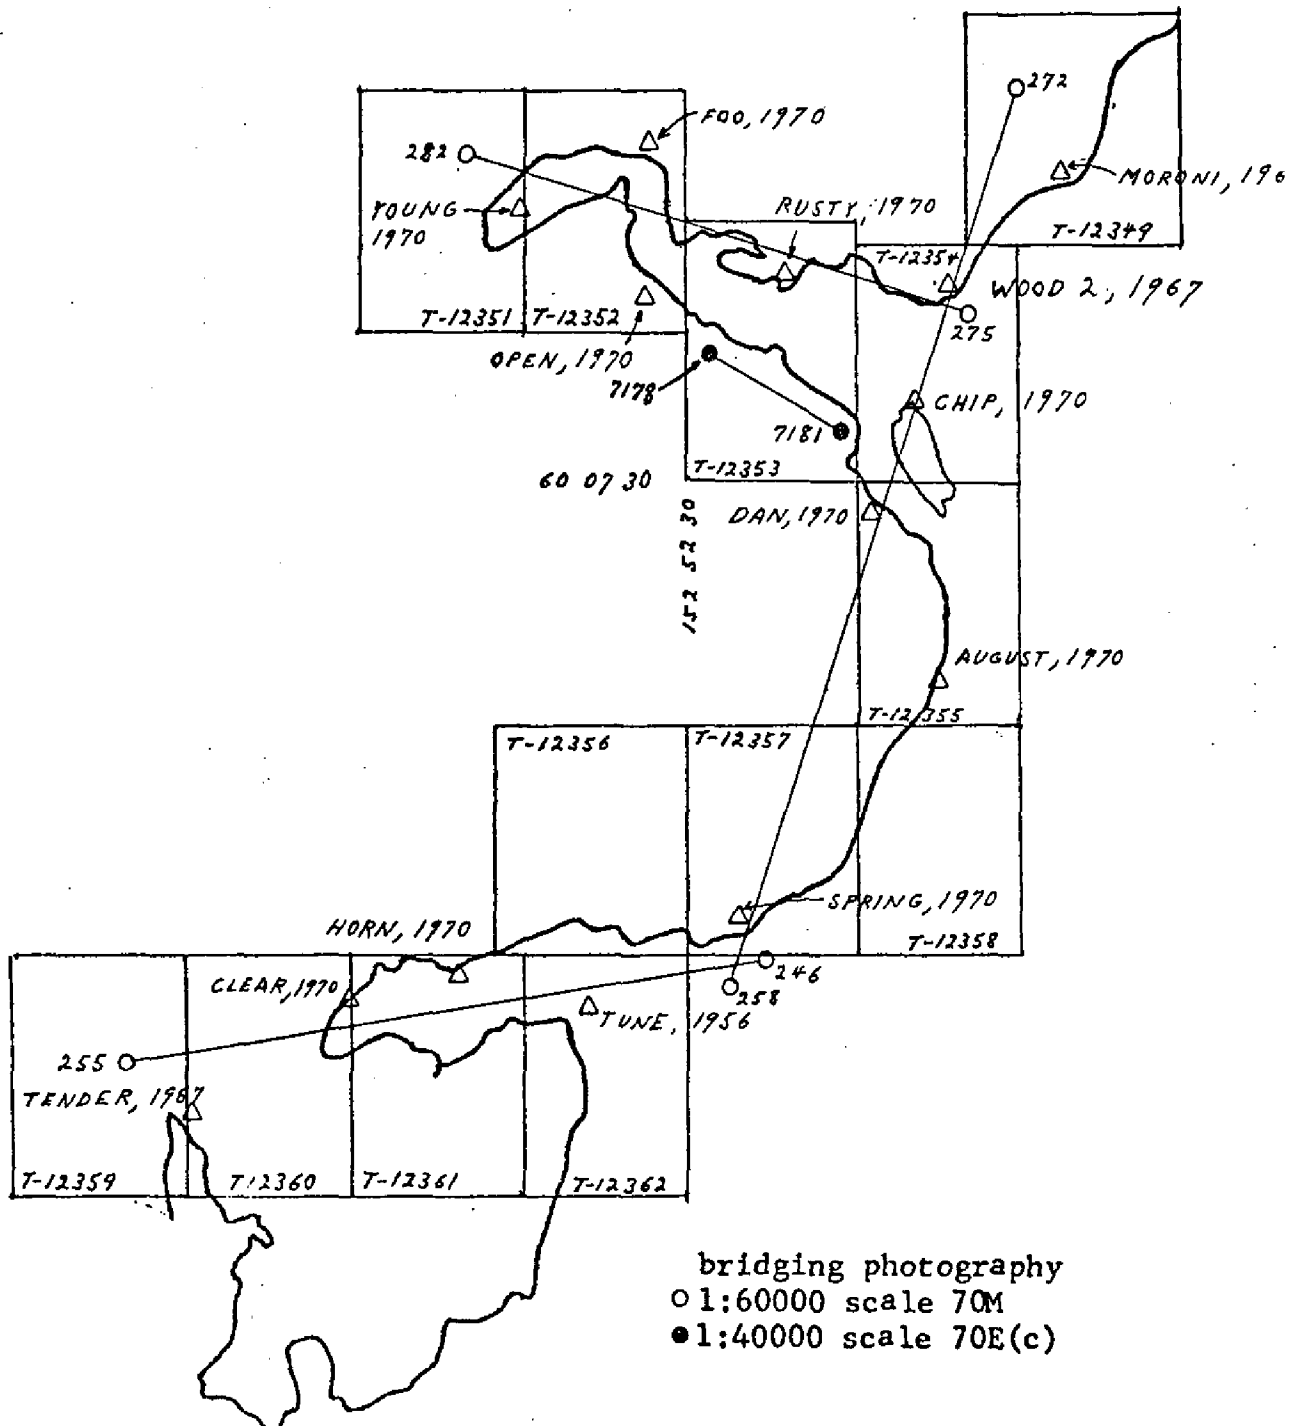 272
FOO, 1970
282
MORONI, 196
YOUNG
1970
RUSTY, 1970
T-12349
T-12354
WOOD 2, 1967
T-12351
T-12352
275
OPEN, 1970
7178
CHIP, 1970
7181
T-12353
60 07 30
152 52 30
DAN, 1970
AUGUST, 1970
T-12355
T-12356
T-12357
SPRING, 1970
HORN, 1970
T-12358
246
CLEAR, 1970
258
TUNE, 1956
255
TENDER, 1967
T-12359
T-12360
T-12361
T-12362
bridging photography
1:60000 scale 70M
1:40000 scale 70E(c)